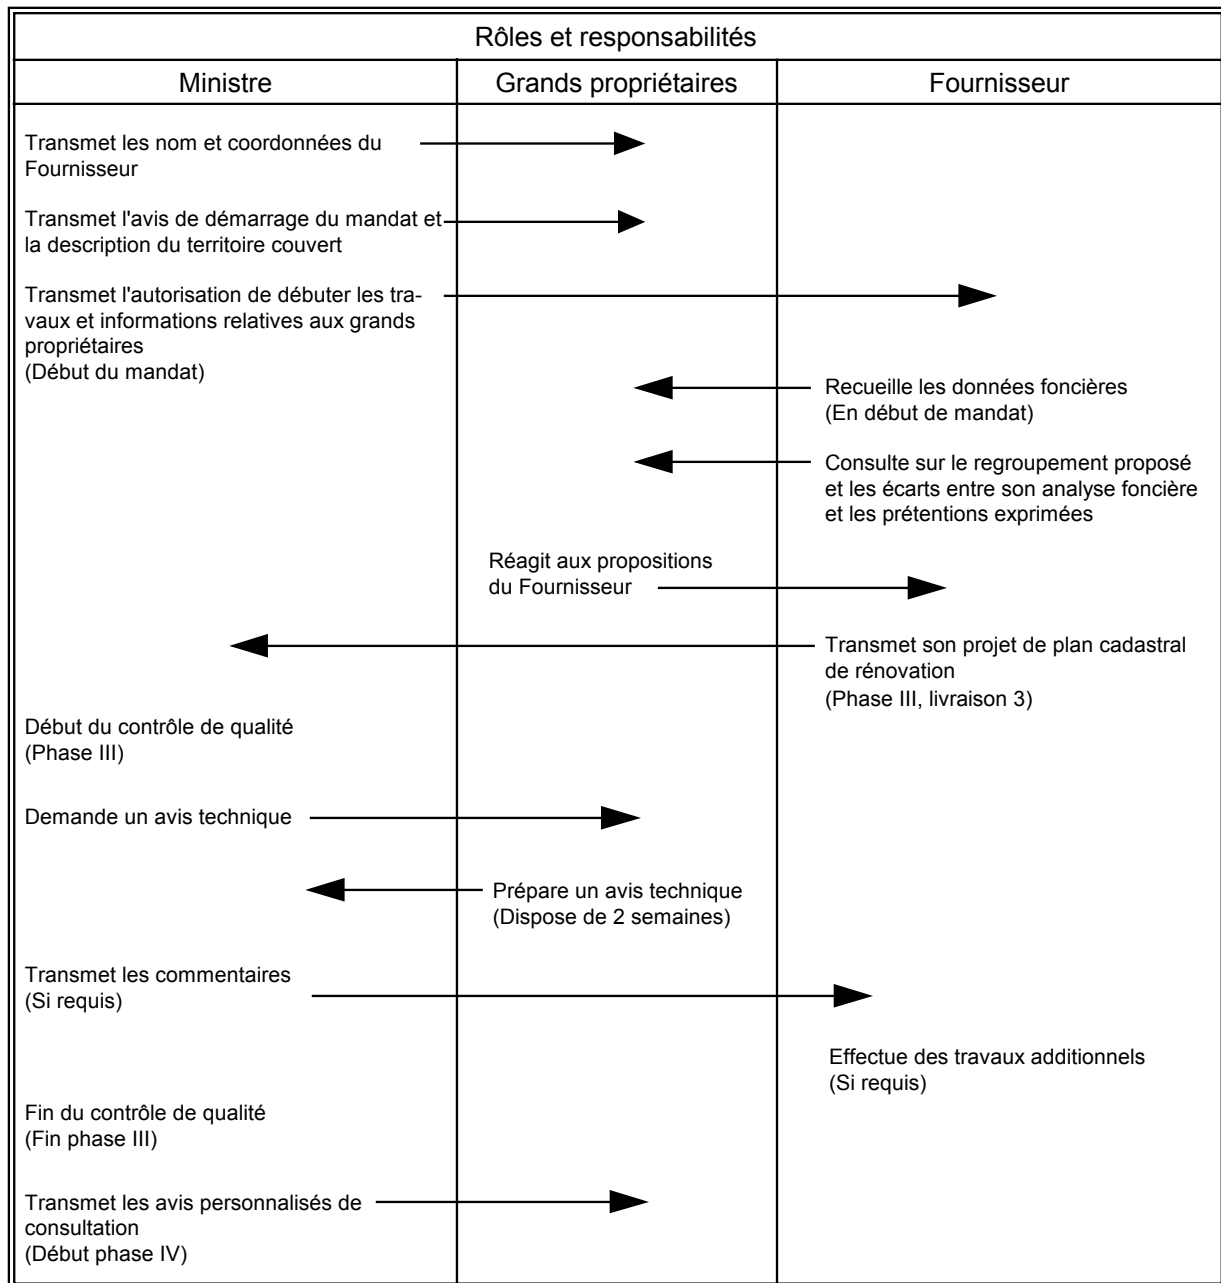 Rôles et responsabilités
Ministre
Grands propriétaires
Fournisseur
Transmet les nom et coordonnées du
Fournisseur
Transmet l'avis de démarrage du mandat et
la description du territoire couvert
Transmet l'autorisation de débuter les tra-
vaux et informations relatives aux grands
propriétaires
(Début du mandat)
Recueille les données foncières
(En début de mandat)
Consulte sur le regroupement proposé
et les écarts entre son analyse foncière
et les prétentions exprimées
Réagit aux propositions
du Fournisseur
Transmet son projet de plan cadastral
de rénovation
(Phase III, livraison 3)
Début du contrôle de qualité
(Phase III)
Demande un avis technique
Prépare un avis technique
(Dispose de 2 semaines)
Transmet les commentaires
(Si requis)
Effectue des travaux additionnels
(Si requis)
Fin du contrôle de qualité
(Fin phase III)
Transmet les avis personnalisés de
consultation
(Début phase IV)